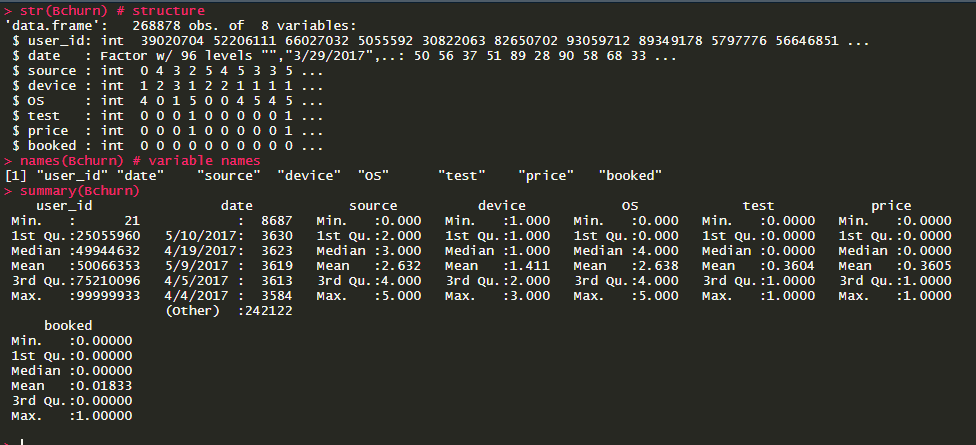 > str(Bchurn) # structure
'data.frame':   268878 obs. of  8 variables:
 $ user_id: int  39020704 52206111 66027032 5055592 30822063 82650702 93059712 89349178 5797776 56646851 ...
 $ date   : Factor w/ 96 levels "","3/29/2017",..: 50 56 37 51 89 28 90 58 68 33 ...
 $ source : int  0 4 3 2 5 4 5 3 3 5 ...
 $ device : int  1 2 3 1 2 2 1 1 1 1 ...
 $ OS     : int  4 0 1 5 0 0 4 5 4 5 ...
 $ test   : int  0 0 0 1 0 0 0 0 0 1 ...
 $ price  : int  0 0 0 1 0 0 0 0 0 1 ...
 $ booked : int  0 0 0 0 0 0 0 0 0 0 ...
> names(Bchurn) # variable names
[1] "user_id" "date"    "source"  "device"  "OS"      "test"    "price"   "booked"
> summary(Bchurn)
    user_id              date            source          device            OS             test            price
 Min.   :      21            :  8687   Min.   :0.000   Min.   :1.000   Min.   :0.000   Min.   :0.0000   Min.   :0.0000
 1st Qu.:25055960   5/10/2017:  3630   1st Qu.:2.000   1st Qu.:1.000   1st Qu.:0.000   1st Qu.:0.0000   1st Qu.:0.0000
 Median :49944632   4/19/2017:  3623   Median :3.000   Median :1.000   Median :4.000   Median :0.0000   Median :0.0000
 Mean   :50066353   5/9/2017 :  3619   Mean   :2.632   Mean   :1.411   Mean   :2.638   Mean   :0.3604   Mean   :0.3605
 3rd Qu.:75210096   4/5/2017 :  3613   3rd Qu.:4.000   3rd Qu.:2.000   3rd Qu.:4.000   3rd Qu.:1.0000   3rd Qu.:1.0000
 Max.   :99999933   4/4/2017 :  3584   Max.   :5.000   Max.   :3.000   Max.   :5.000   Max.   :1.0000   Max.   :1.0000
                    (Other)  :242122
     booked
 Min.   :0.00000
 1st Qu.:0.00000
 Median :0.00000
 Mean   :0.01833
 3rd Qu.:0.00000
 Max.   :1.00000
>